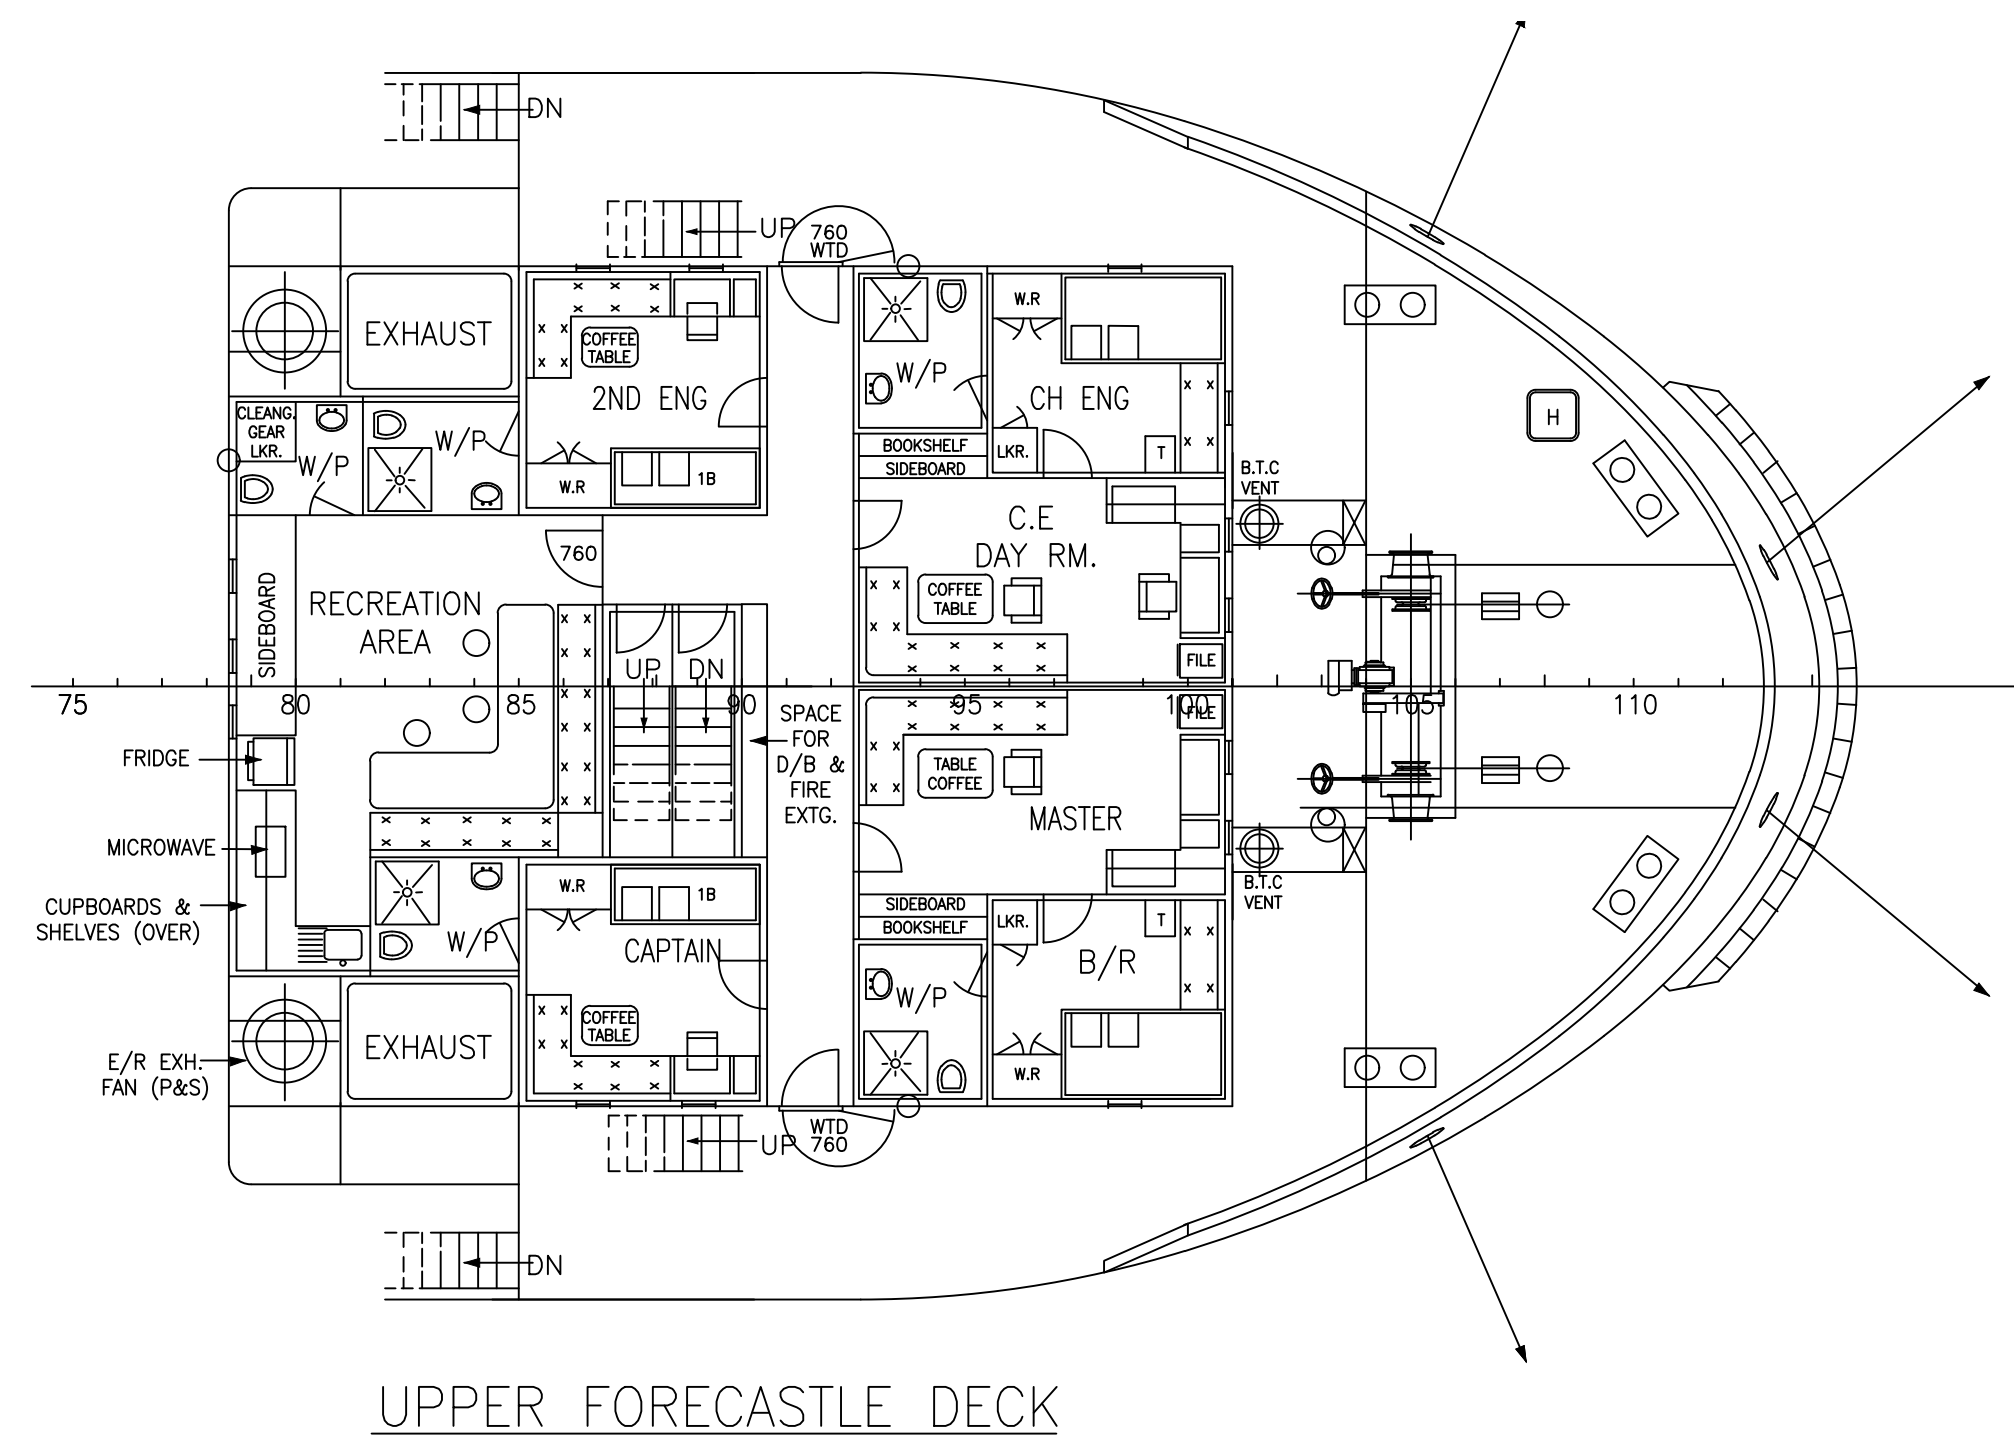 DN
UP
760
WTD
EXHAUST
COFFEE
TABLE
2ND ENG
W.R
1B
CLEANG.
GEAR
LKR.
W/P
W/P
W/P
W.R
CH ENG
BOOKSHELF
SIDEBOARD
LKR.
T
H
B.T.C
VENT
C.E
DAY RM.
COFFEE
TABLE
FILE
760
SIDEBOARD
RECREATION
AREA
UP
DN
75
80
85
90
95
100
105
110
FILE
SPACE
FOR
D/B &
FIRE
EXTG.
TABLE
COFFEE
MASTER
FRIDGE
MICROWAVE
CUPBOARDS &
SHELVES (OVER)
W.R
1B
W/P
CAPTAIN
COFFEE
TABLE
SIDEBOARD
BOOKSHELF
LKR.
T
B.T.C
VENT
B/R
W/P
W.R
EXHAUST
E/R EXH.
FAN (P&S)
WTD
760
UP
DN
UPPER FORECASTLE DECK